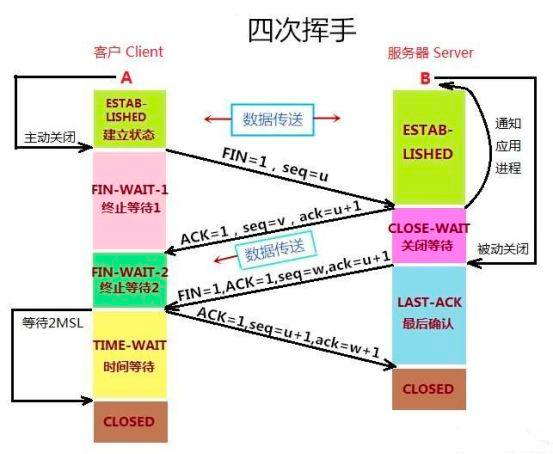 四次挥手
客户 Client
服务器 Server
A
B
ESTAB-
LISHED
建立状态
数据传送
ESTAB-
LISHED
通知
应用
进程
主动关闭
FIN=1，seq=u
FIN-WAIT-1
终止等待1
ACK=1，seq=v，ack=u+1
CLOSE-WAIT
关闭等待
数据传送
被动关闭
FIN-WAIT-2
终止等待2
FIN=1,ACK=1,seq=w,ack=u+1
等待2MSL
ACK=1,seq=u+1,ack=w+1
LAST-ACK
最后确认
TIME-WAIT
时间等待
CLOSED
CLOSED